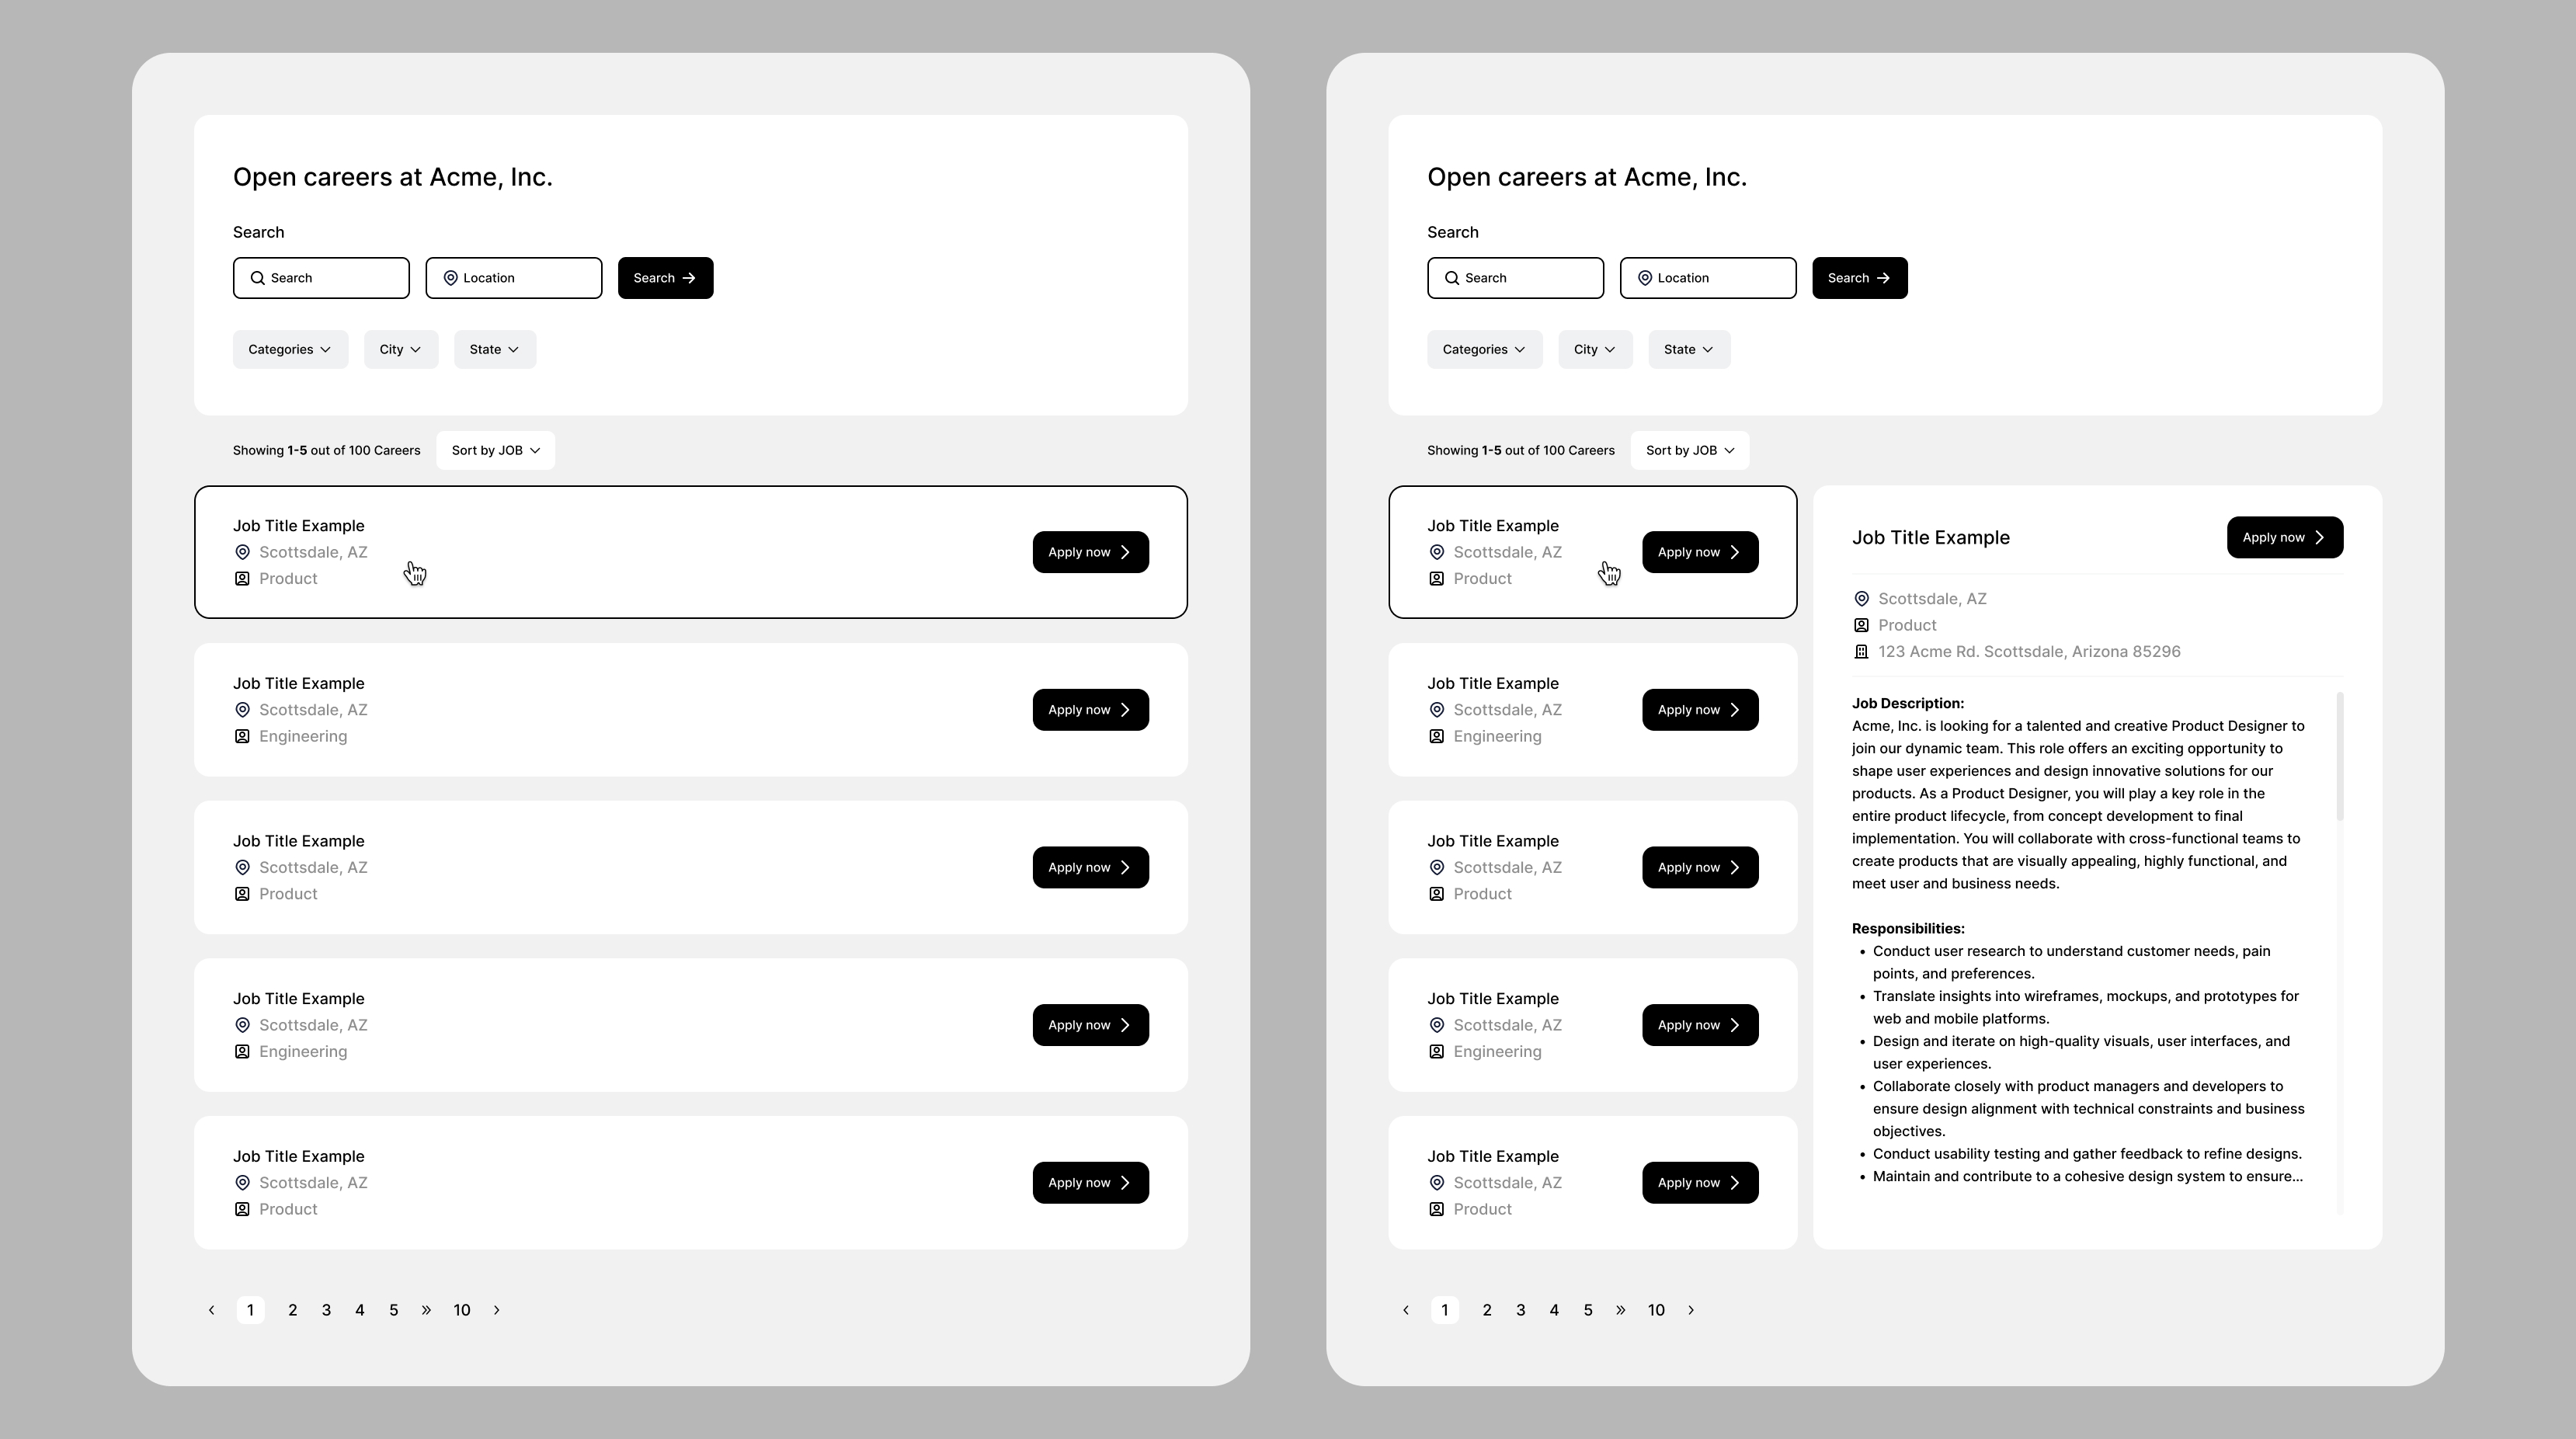 Open careers at Acme, Inc.
Search
Search
Location
Search
Categories
City
State
Showing 1-5 out of 100 Careers
Sort by JOB
Job Title Example
Scottsdale, AZ
Product
Apply now
Job Title Example
Scottsdale, AZ
Engineering
Apply now
Job Title Example
Scottsdale, AZ
Product
Apply now
Job Title Example
Scottsdale, AZ
Engineering
Apply now
Job Title Example
Scottsdale, AZ
Product
Apply now
‹ 1 2 3 4 5 » 10 ›
Open careers at Acme, Inc.
Search
Search
Location
Search
Categories
City
State
Showing 1-5 out of 100 Careers
Sort by JOB
Job Title Example
Scottsdale, AZ
Product
Apply now
Job Title Example
Scottsdale, AZ
Engineering
Apply now
Job Title Example
Scottsdale, AZ
Product
Apply now
Job Title Example
Scottsdale, AZ
Engineering
Apply now
Job Title Example
Scottsdale, AZ
Product
Apply now
Job Title Example
Apply now
Scottsdale, AZ
Product
123 Acme Rd. Scottsdale, Arizona 85296
Job Description:
Acme, Inc. is looking for a talented and creative Product Designer to
join our dynamic team. This role offers an exciting opportunity to
shape user experiences and design innovative solutions for our
products. As a Product Designer, you will play a key role in the
entire product lifecycle, from concept development to final
implementation. You will collaborate with cross-functional teams to
create products that are visually appealing, highly functional, and
meet user and business needs.
Responsibilities:
• Conduct user research to understand customer needs, pain
points, and preferences.
• Translate insights into wireframes, mockups, and prototypes for
web and mobile platforms.
• Design and iterate on high-quality visuals, user interfaces, and
user experiences.
• Collaborate closely with product managers and developers to
ensure design alignment with technical constraints and business
objectives.
• Conduct usability testing and gather feedback to refine designs.
• Maintain and contribute to a cohesive design system to ensure...
‹ 1 2 3 4 5 » 10 ›